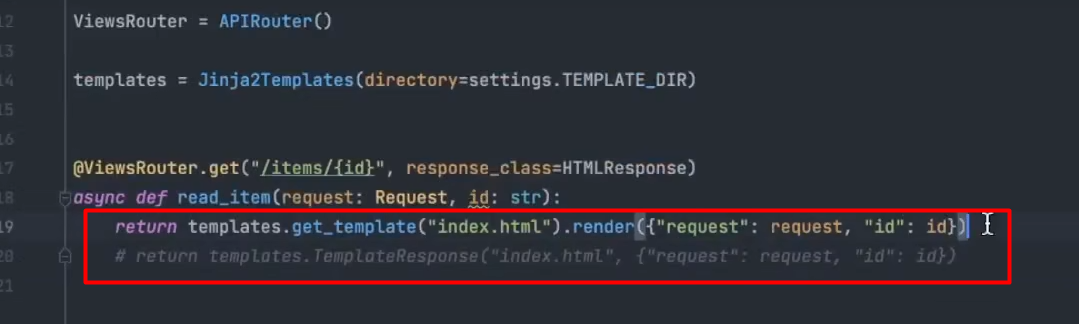 12 ViewsRouter = APIRouter()
13
14 templates = Jinja2Templates(directory=settings.TEMPLATE_DIR)
15
16
17 @ViewsRouter.get("/items/{id}", response_class=HTMLResponse)
18 async def read_item(request: Request, id: str):
19 return templates.get_template("index.html").render({"request": request, "id": id})
20 # return templates.TemplateResponse("index.html", {"request": request, "id": id})
21